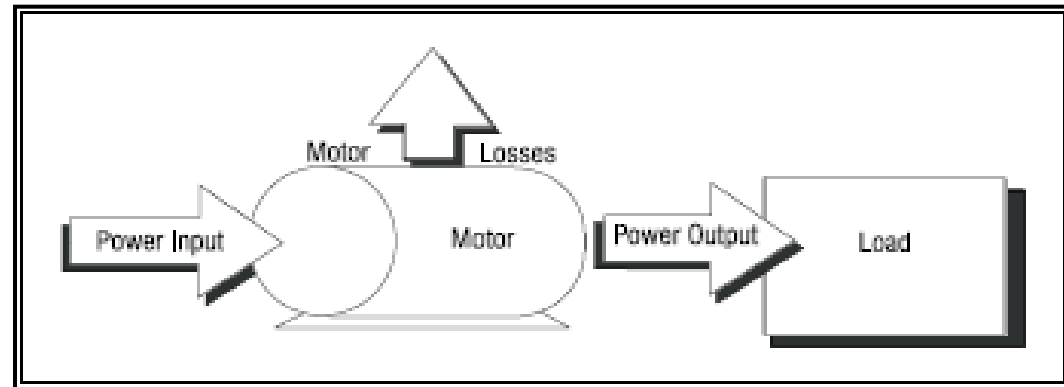 Motor Losses
Power Input
Motor
Power Output
Load